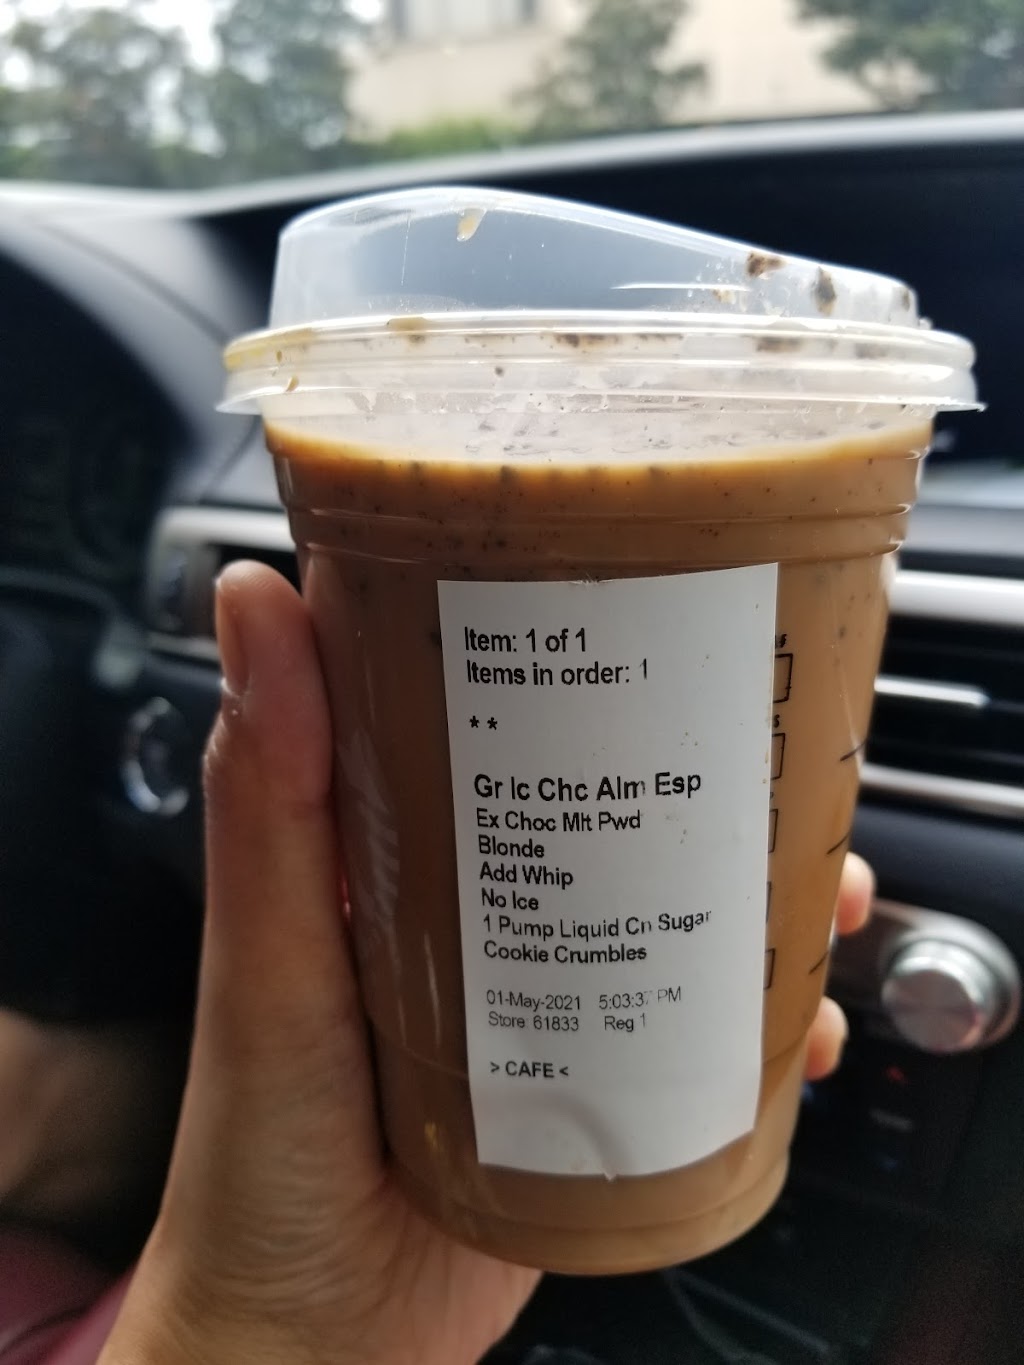 Item: 1 of 1
Items in order: 1
* *
Gr Ic Chc Alm Esp
Ex Choc Mlt Pwd
Blonde
Add Whip
No Ice
1 Pump Liquid Cn Sugar
Cookie Crumbles
01-May-2021 5:03:37 PM
Store: 61833 Reg 1
> CAFE <